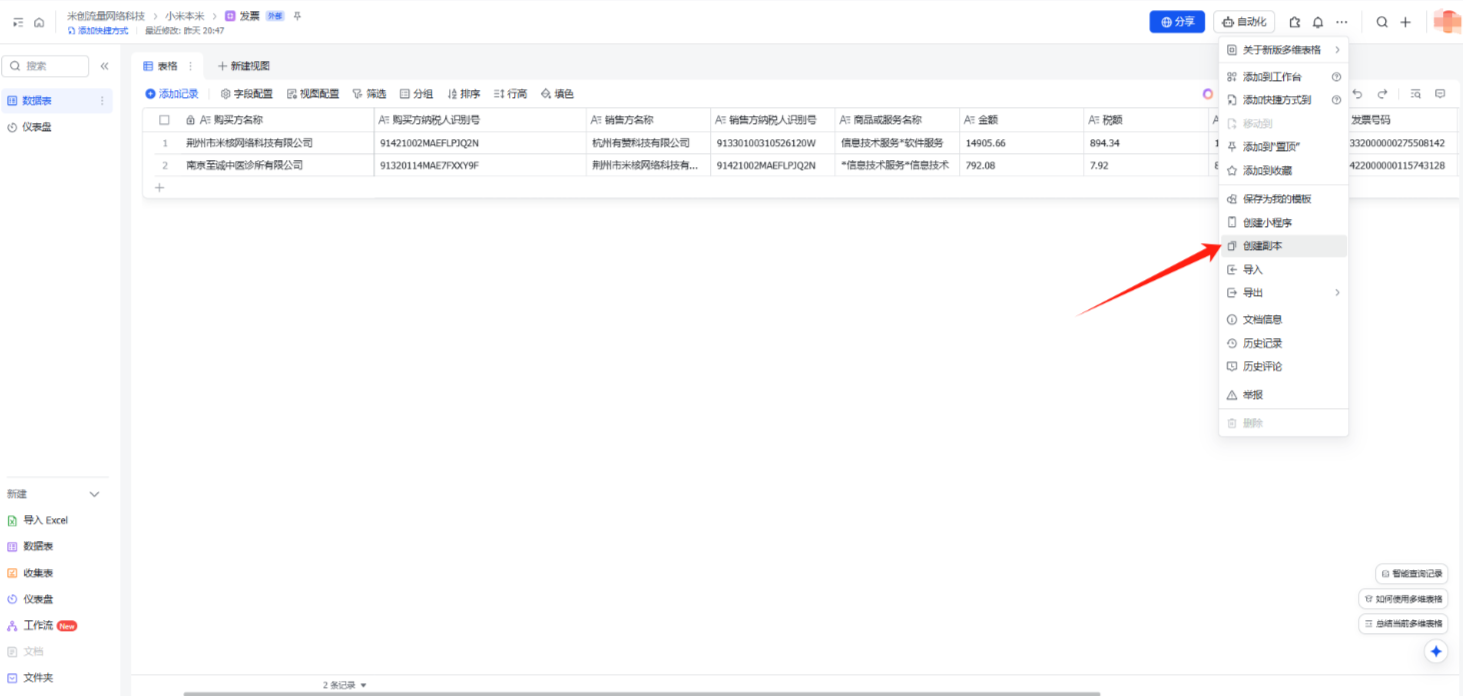 米创流量网络科技 > 小米本米 > 发票 外部
添加快捷方式 最近修改: 昨天 20:47
分享 自动化
搜索
数据表
仪表盘
表格 新建视图
添加记录 字段配置 视图配置 筛选 分组 排序 行高 填色
购买方名称 购买方纳税人识别号 销售方名称 销售方纳税人识别号 商品或服务名称 金额 税额 发票号码
1 荆州市米核网络科技有限公司 91421002MAEFLPJQ2N 杭州有赞科技有限公司 91330100310526120W 信息技术服务*软件服务 14905.66 894.34 332000000275508142
2 南京至诚中医诊所有限公司 91320114MAE7FXXY9F 荆州市米核网络科技有... 91421002MAEFLPJQ2N *信息技术服务*信息技术 792.08 7.92 422000000115743128
关于新版多维表格
添加到工作台
添加快捷方式到
移动到
添加到"置顶"
添加到收藏
保存为我的模板
创建小程序
创建副本
导入
导出
文档信息
历史记录
历史评论
举报
删除
新建
导入 Excel
数据表
收集表
仪表盘
工作流 New
文档
文件夹
智能查询记录
如何使用多维表格
总结当前多维表格
2 条记录